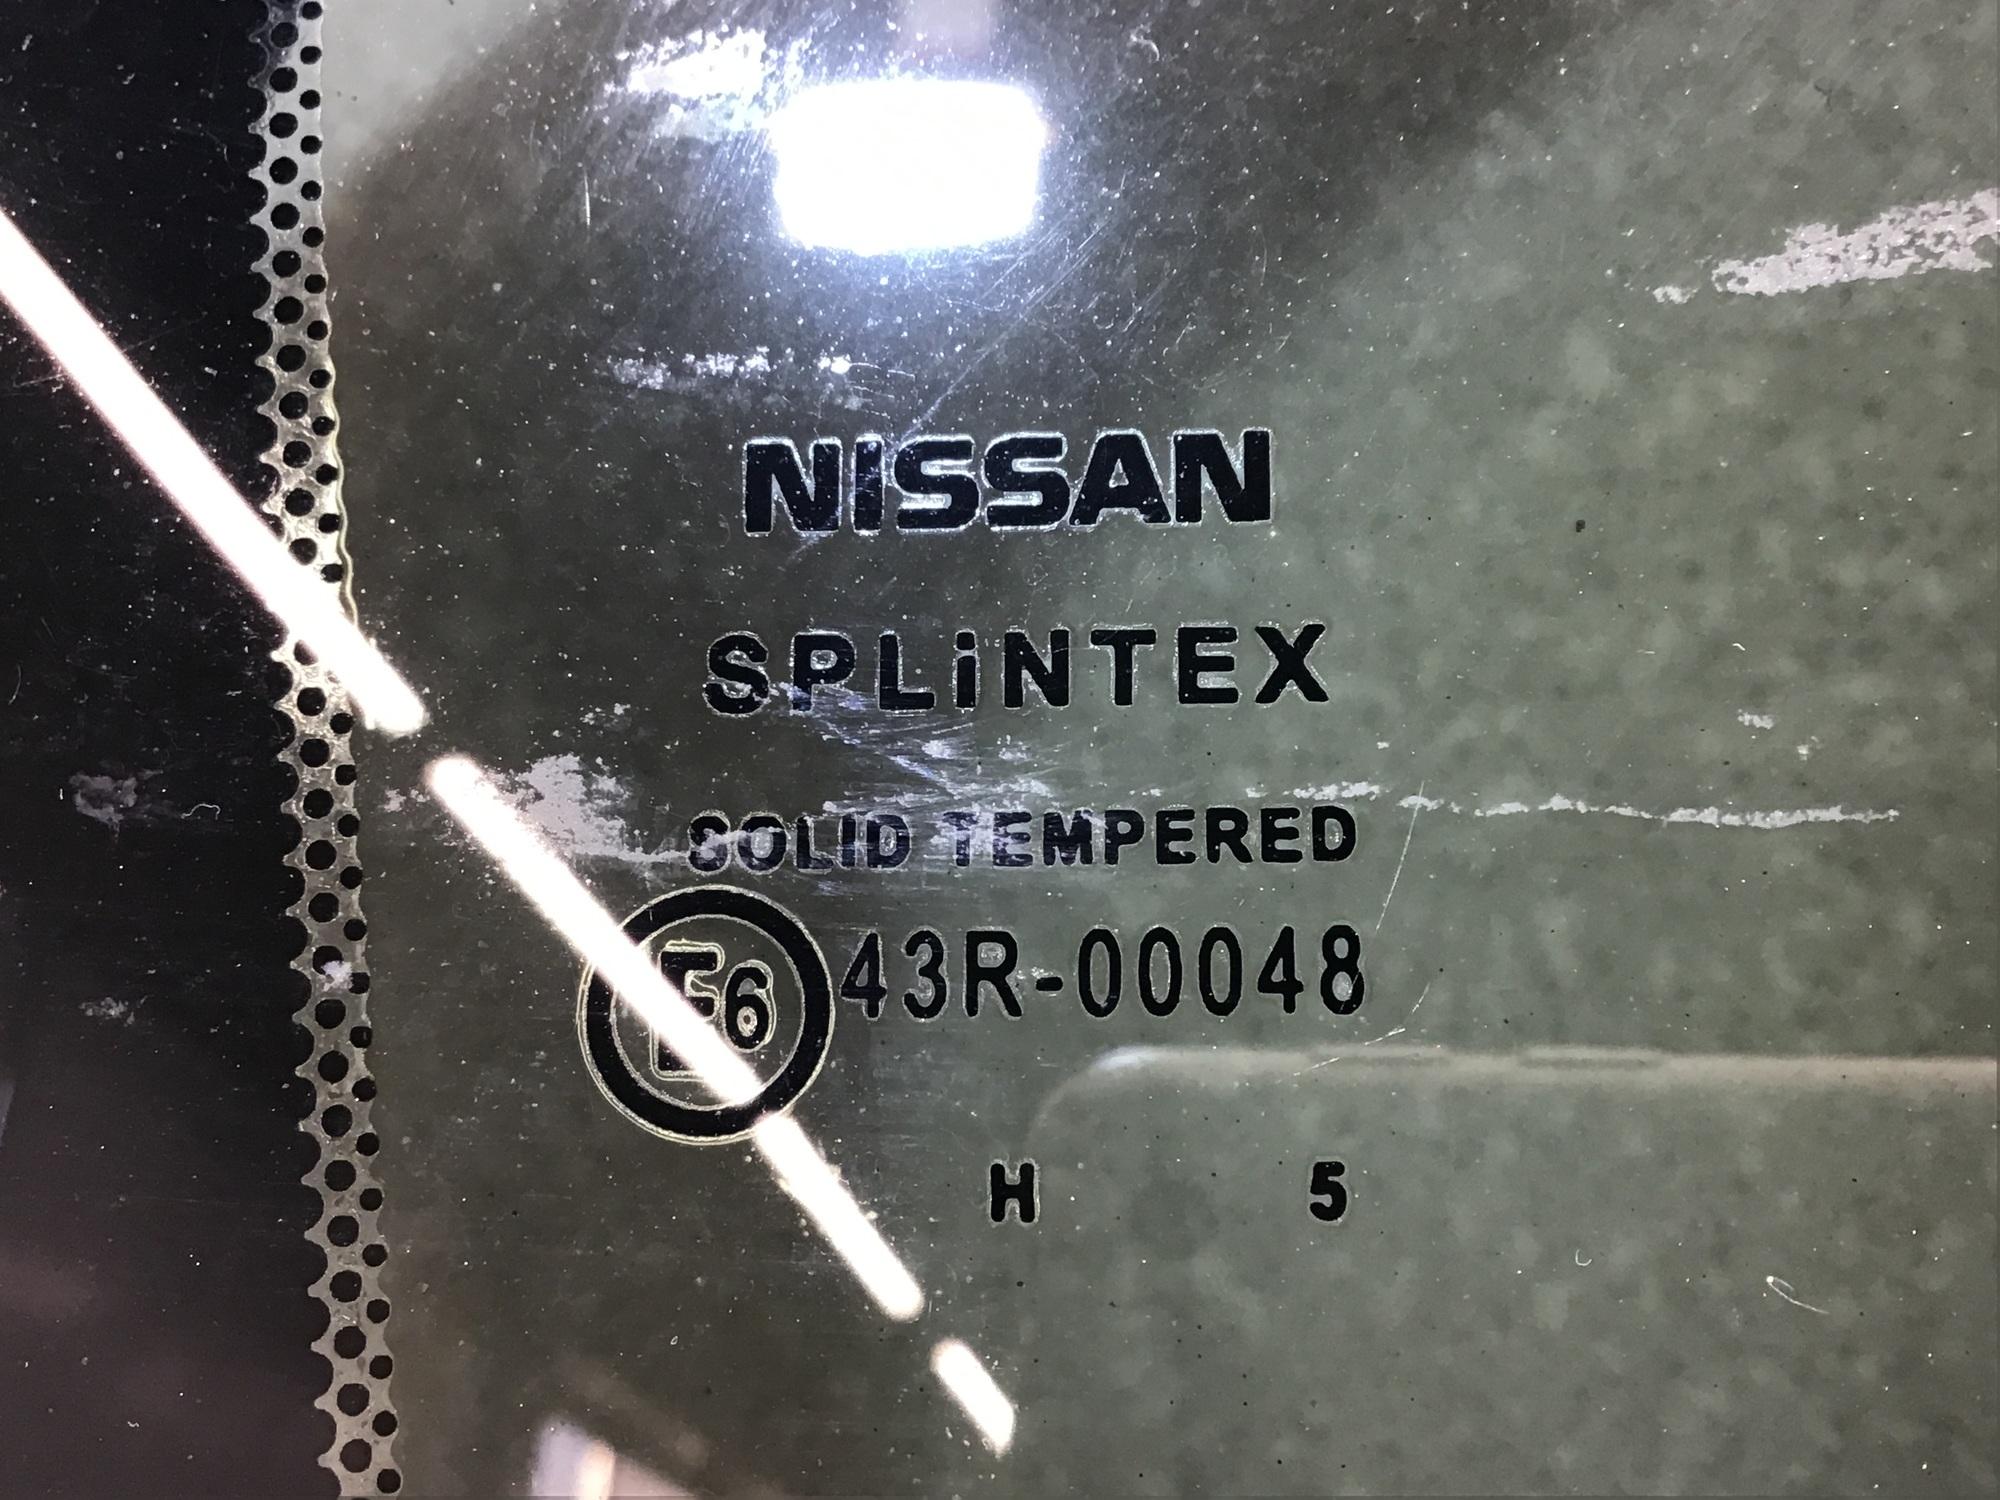 NISSAN
SPLiNTEX
SOLID TEMPERED
E6 43R-00048
H 5